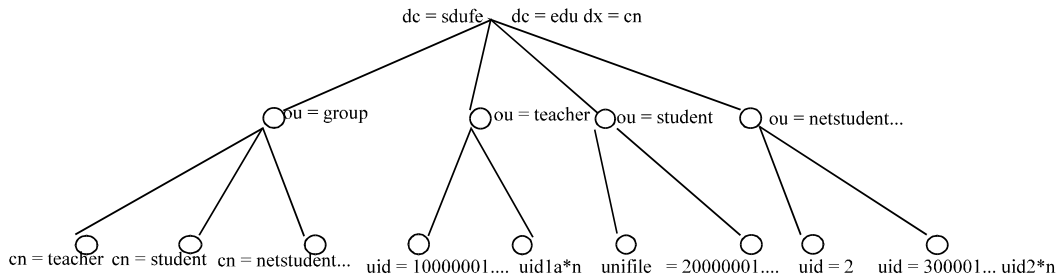 dc = sdufe dc = edu dx = cn
ou = group ou = teacher ou = student ou = netstudent...
cn = teacher cn = student cn = netstudent... uid = 10000001.... uid1a*n unifile = 20000001.... uid = 2 uid = 300001... uid2*n